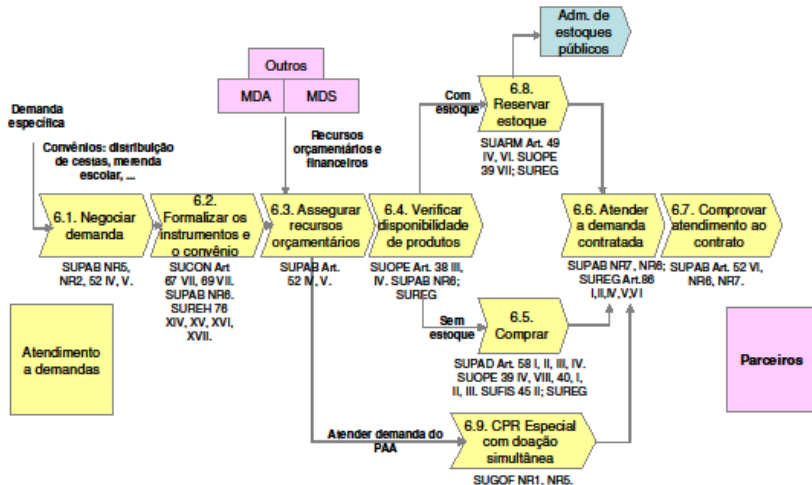 Adm. de
estoques
públicos
Outros
MDA
MDS
Com
estoque
6.8.
Reservar
estoque
Demanda
específica
Convênios: distribuição
de cestas, merenda
escolar, ...
Recursos
orçamentários e
financeiros
SUARM Art. 49
IV, VI. SUOPE
39 VII; SUREG
6.1. Negociar
demanda
6.2.
Formalizar os
instrumentos e
o convênio
6.3. Assegurar
recursos
orçamentários
6.4. Verificar
disponibilidade
de produtos
6.6. Atender
a demanda
contratada
6.7. Comprovar
atendimento ao
contrato
SUPAB NR5,
NR2, 52 IV, V.
SUCON Art
67 VII, 69 VII.
SUPAB NR6.
SUREH 76
XIV, XV, XVI,
XVII.
SUPAB Art.
52 IV, V.
SUOPE Art. 38 III,
IV. SUPAB NR6;
SUREG
SUPAB NR7, NR6;
SUREG Art.86
I,II,IV,V,VI
SUPAB Art. 52 VI,
NR6, NR7.
Sem
estoque
6.5.
Comprar
Atendimento
a demandas
Parceiros
SUPAD Art. 58 I, II, III, IV.
SUOPE 39 IV, VIII, 40, I,
II, III. SUFIS 45 II; SUREG
Atender demanda do
PAA
6.9. CPR Especial
com doação
simultânea
SUGOF NR1, NR5.